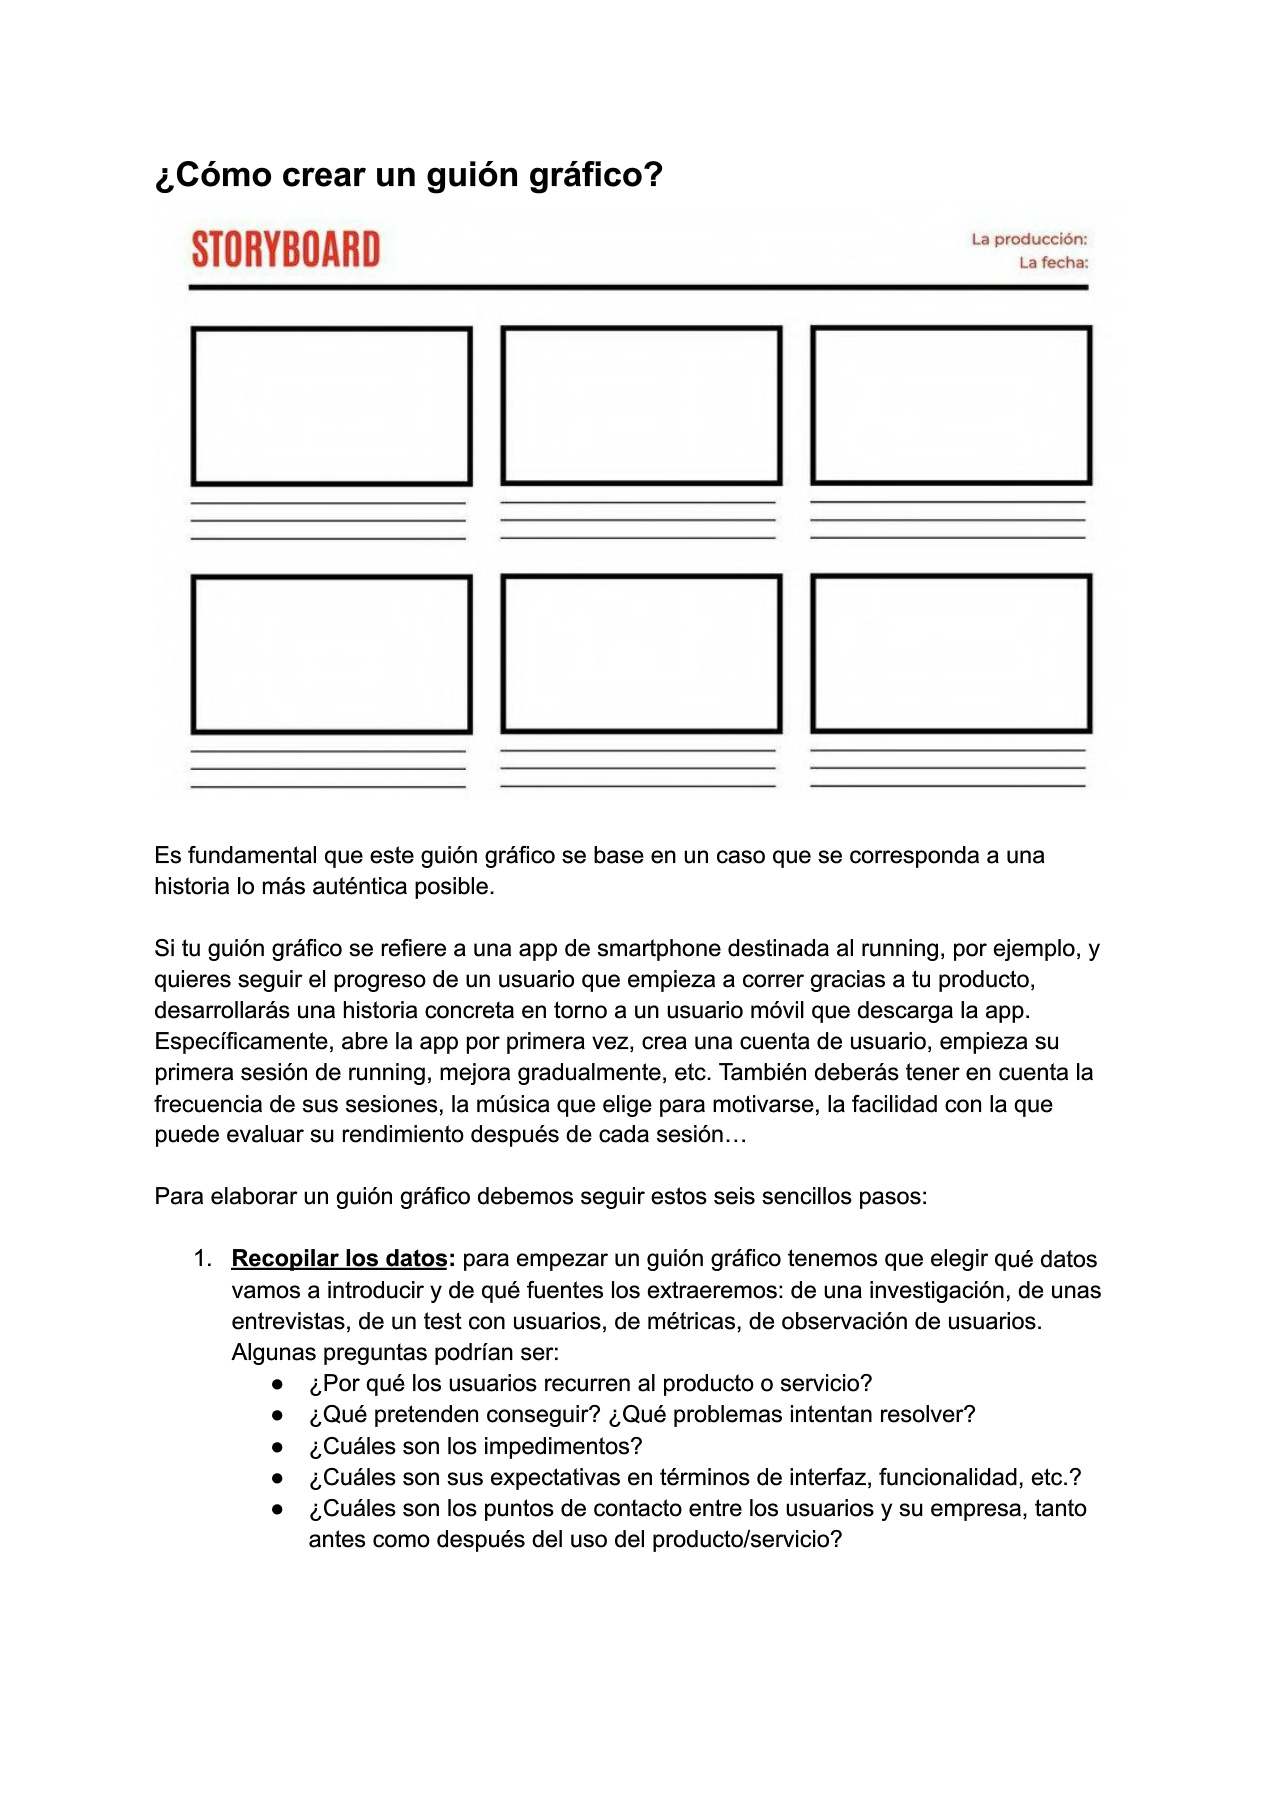 ¿Cómo crear un guión gráfico?
STORYBOARD
La producción:
La fecha:
Es fundamental que este guión gráfico se base en un caso que se corresponda a una
historia lo más auténtica posible.
Si tu guión gráfico se refiere a una app de smartphone destinada al running, por ejemplo, y
quieres seguir el progreso de un usuario que empieza a correr gracias a tu producto,
desarrollarás una historia concreta en torno a un usuario móvil que descarga la app.
Específicamente, abre la app por primera vez, crea una cuenta de usuario, empieza su
primera sesión de running, mejora gradualmente, etc. También deberás tener en cuenta la
frecuencia de sus sesiones, la música que elige para motivarse, la facilidad con la que
puede evaluar su rendimiento después de cada sesión…
Para elaborar un guión gráfico debemos seguir estos seis sencillos pasos:
1. Recopilar los datos: para empezar un guión gráfico tenemos que elegir qué datos
vamos a introducir y de qué fuentes los extraeremos: de una investigación, de unas
entrevistas, de un test con usuarios, de métricas, de observación de usuarios.
Algunas preguntas podrían ser:
● ¿Por qué los usuarios recurren al producto o servicio?
● ¿Qué pretenden conseguir? ¿Qué problemas intentan resolver?
● ¿Cuáles son los impedimentos?
● ¿Cuáles son sus expectativas en términos de interfaz, funcionalidad, etc.?
● ¿Cuáles son los puntos de contacto entre los usuarios y su empresa, tanto
antes como después del uso del producto/servicio?